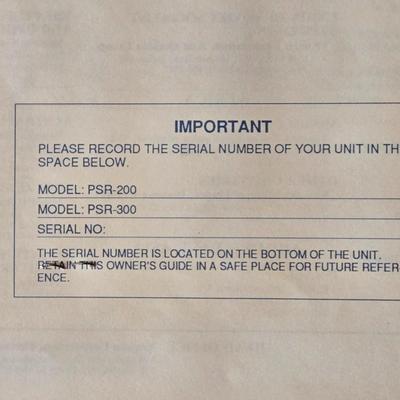 IMPORTANT
PLEASE RECORD THE SERIAL NUMBER OF YOUR UNIT IN TH
SPACE BELOW.
MODEL: PSR-200
MODEL: PSR-300
SERIAL NO:
THE SERIAL NUMBER IS LOCATED ON THE BOTTOM OF THE UNIT.
RETAIN THIS OWNER'S GUIDE IN A SAFE PLACE FOR FUTURE REFER-
ENCE.